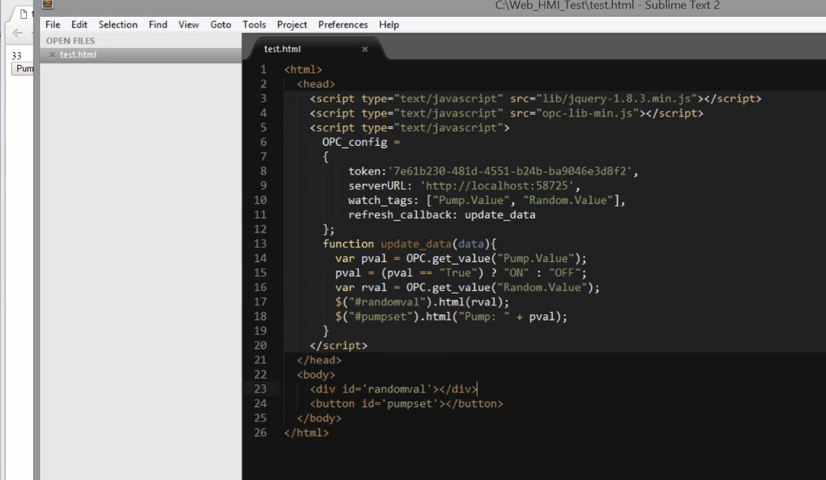 C:\Web_HMI_Test\test.html - Sublime Text 2
File Edit Selection Find View Goto Tools Project Preferences Help
OPEN FILES
test.html
test.html
33
Pum
1 <html>
2 <head>
3 <script type="text/javascript" src="lib/jquery-1.8.3.min.js"></script>
4 <script type="text/javascript" src="opc-lib-min.js"></script>
5 <script type="text/javascript">
6 OPC_config =
7 {
8 token:'7e61b230-481d-4551-b24b-ba9046e3d8f2',
9 serverURL: 'http://localhost:58725',
10 watch_tags: ["Pump.Value", "Random.Value"],
11 refresh_callback: update_data
12 };
13 function update_data(data){
14 var pval = OPC.get_value("Pump.Value");
15 pval = (pval == "True") ? "ON" : "OFF";
16 var rval = OPC.get_value("Random.Value");
17 $("#randomval").html(rval);
18 $("#pumpset").html("Pump: " + pval);
19 }
20 </script>
21 </head>
22 <body>
23 <div id='randomval'></div>
24 <button id='pumpset'></button>
25 </body>
26 </html>